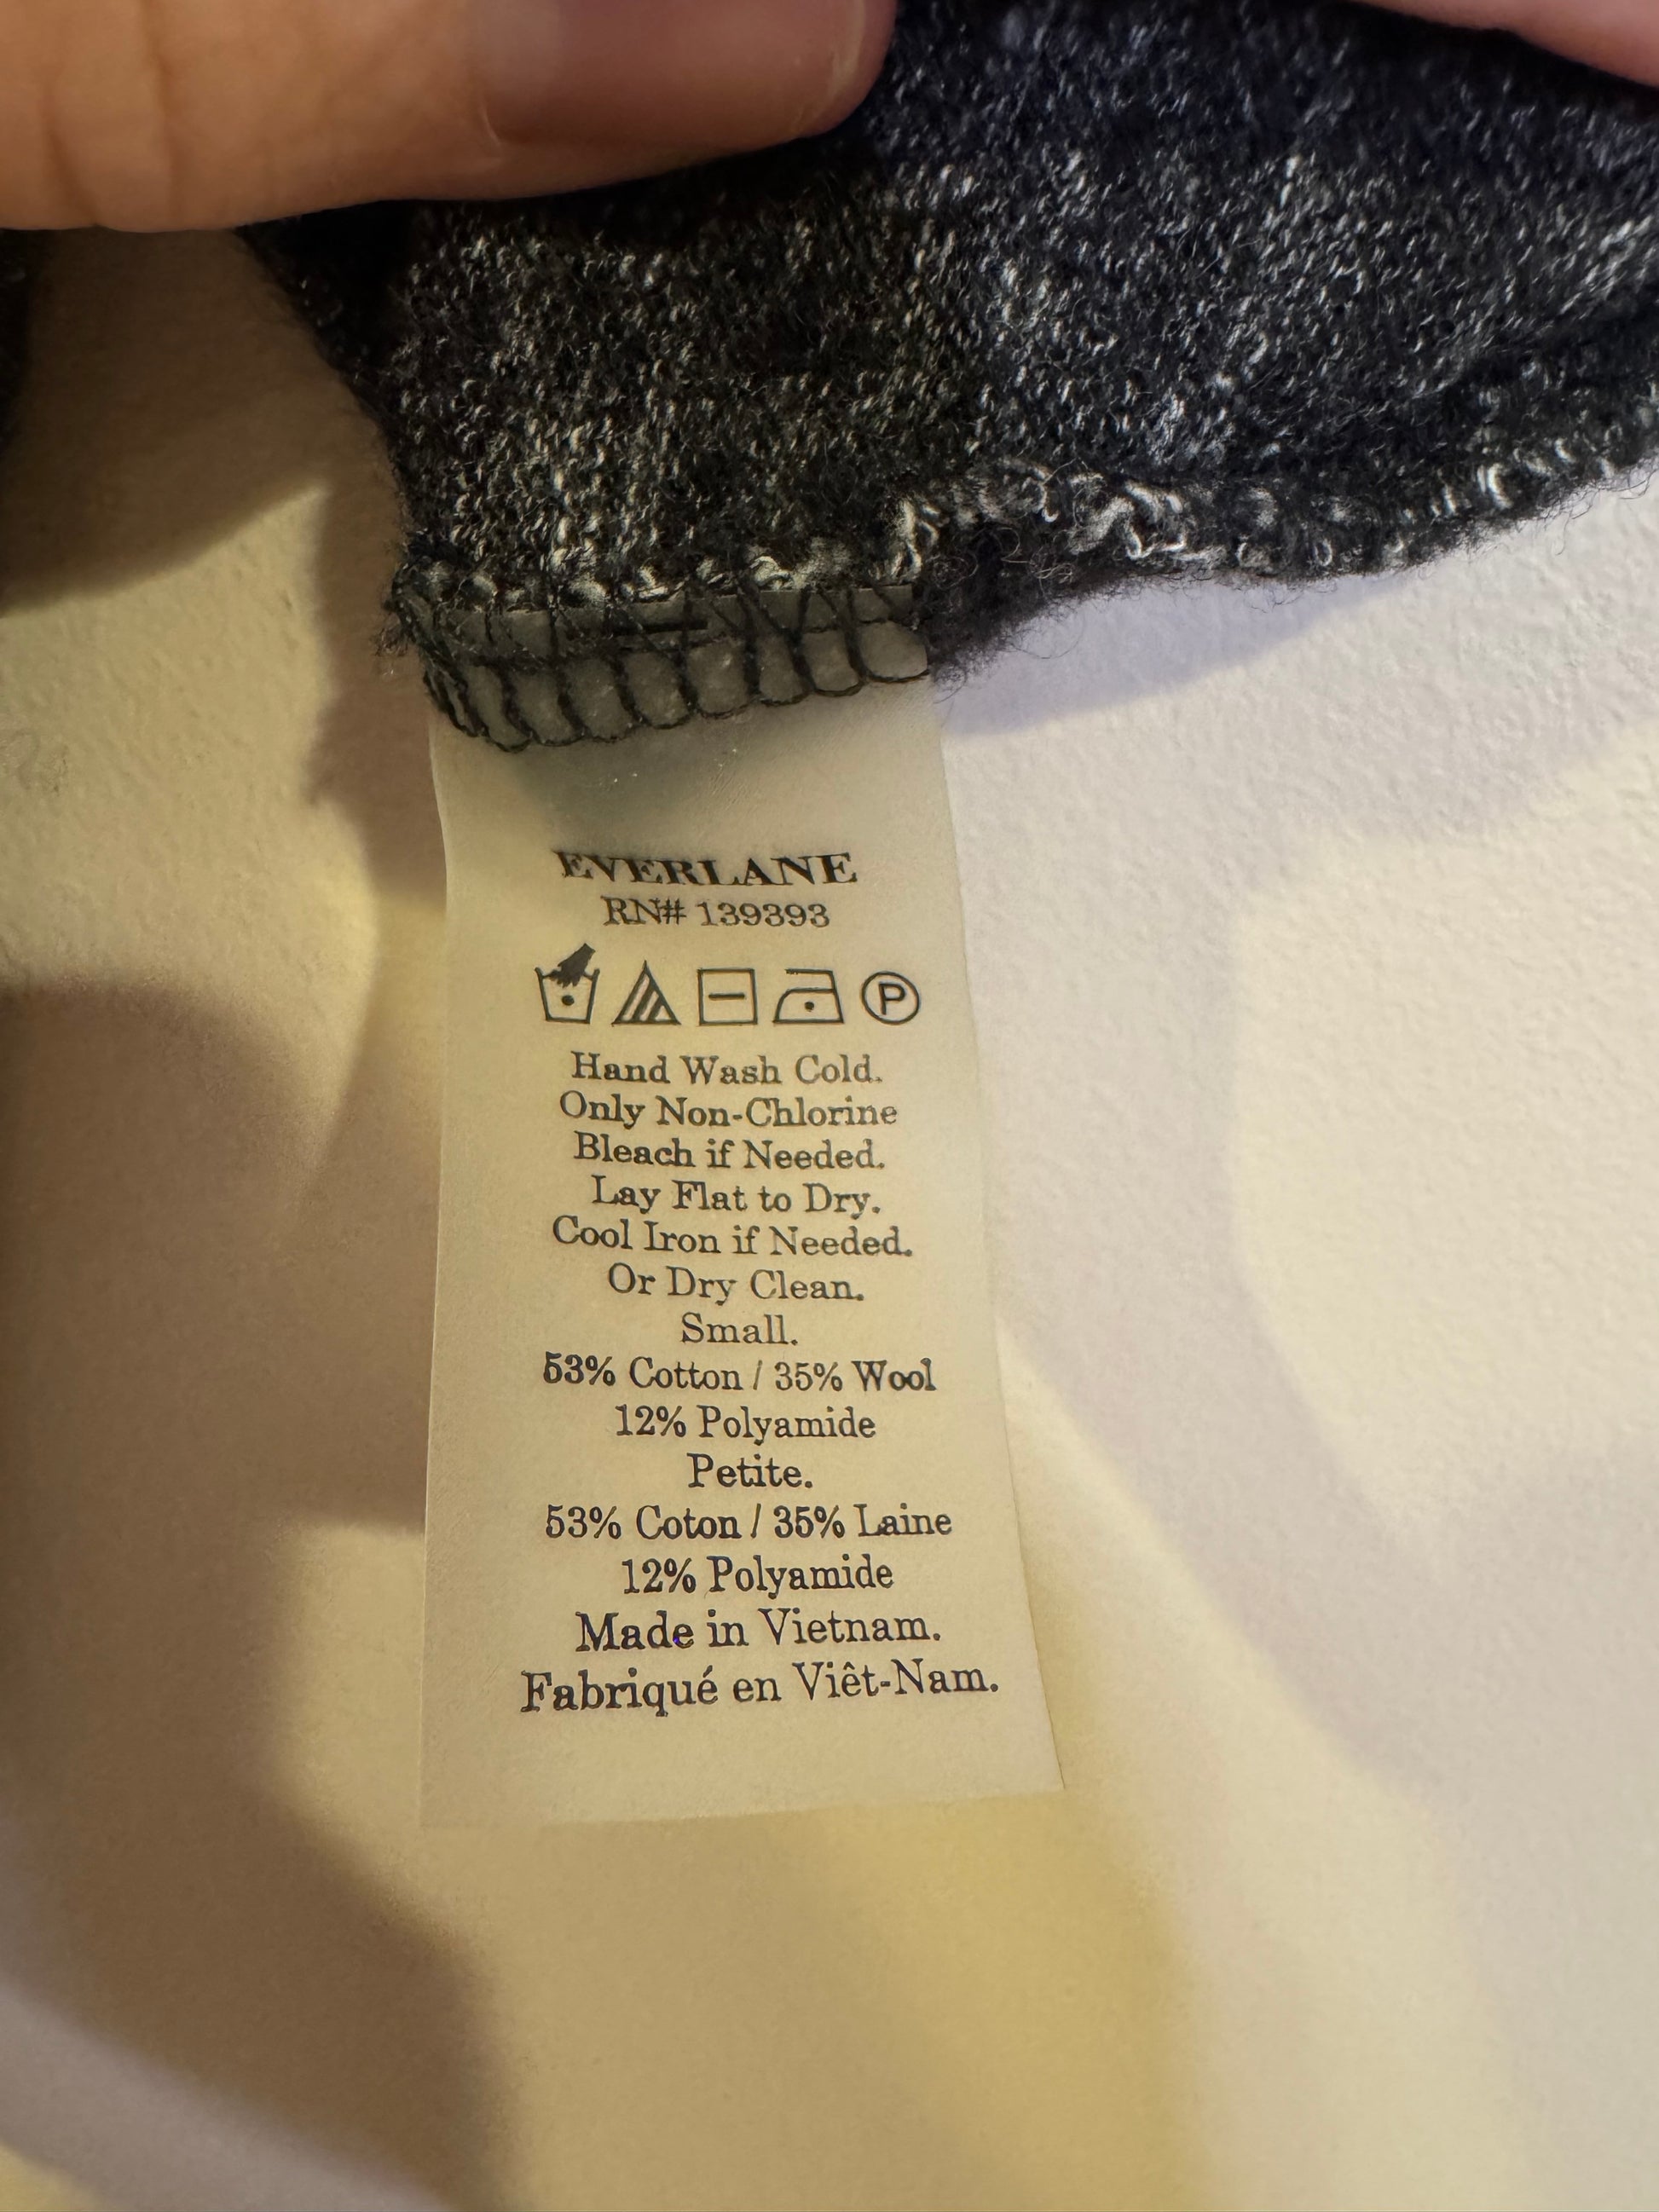 EVERLANE
RN# 139393
P
Hand Wash Cold.
Only Non-Chlorine
Bleach if Needed.
Lay Flat to Dry.
Cool Iron if Needed.
Or Dry Clean.
Small.
53% Cotton / 35% Wool
12% Polyamide
Petite.
53% Coton / 35% Laine
12% Polyamide
Made in Vietnam.
Fabriqué en Viêt-Nam.